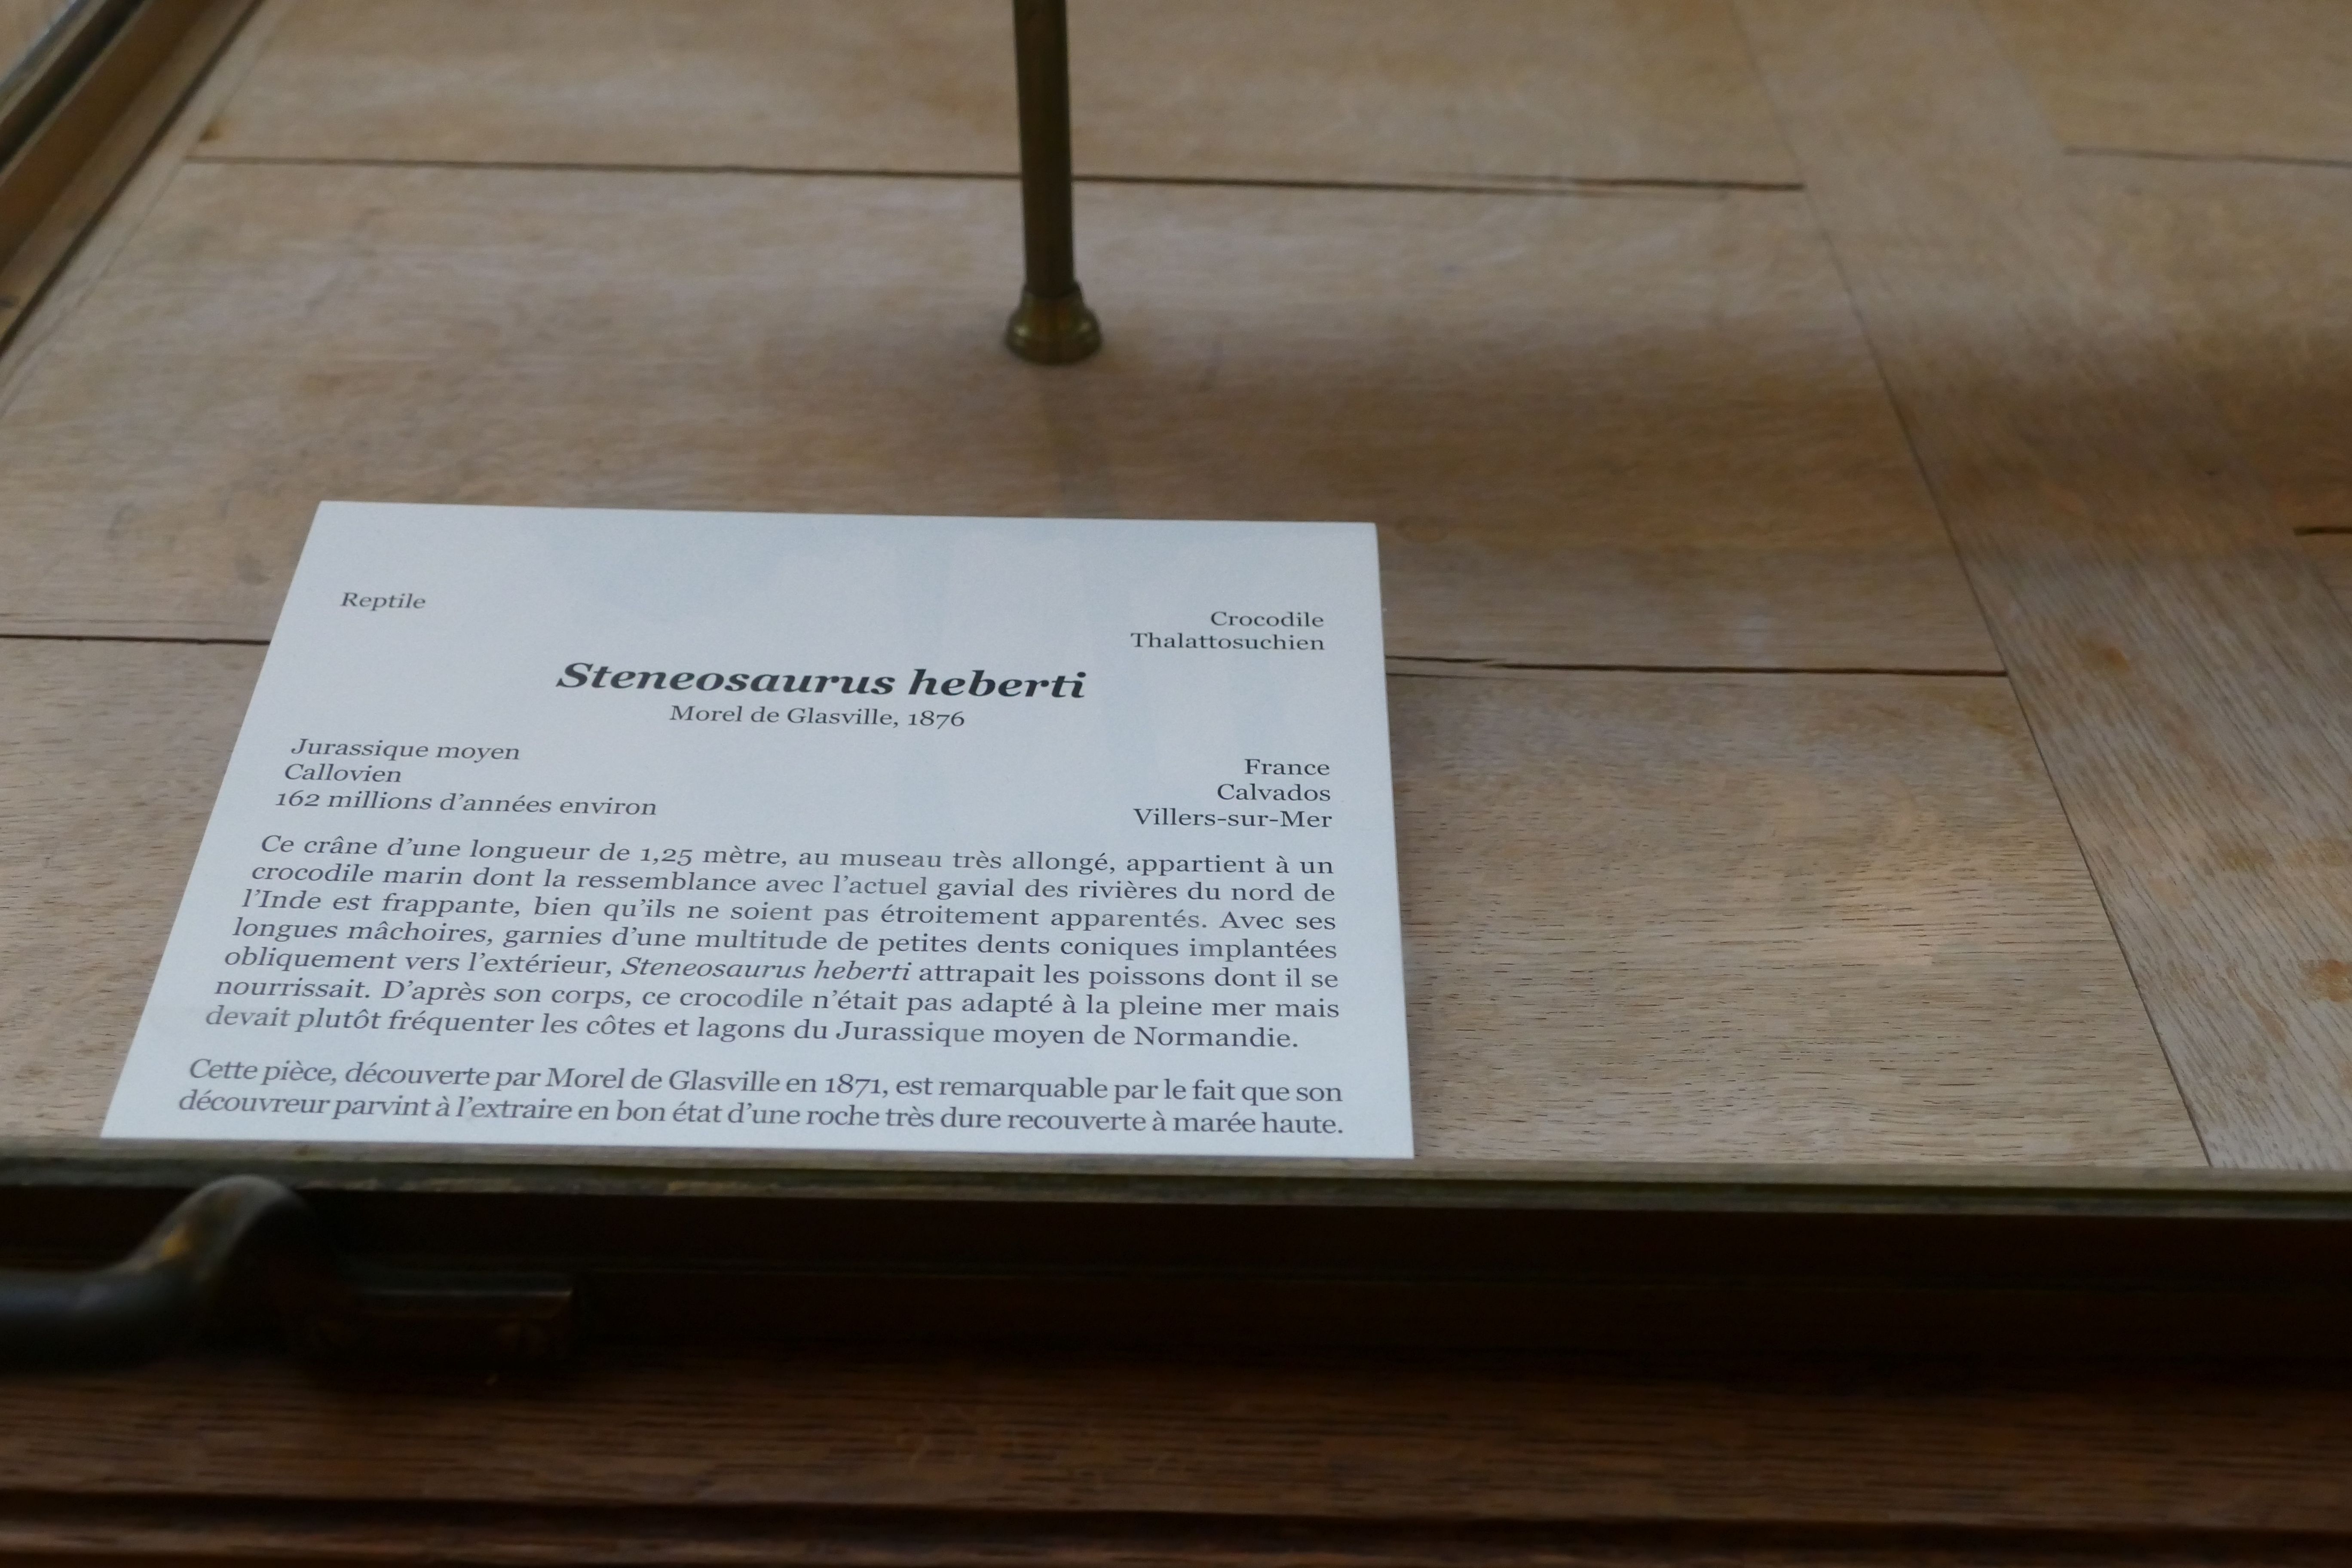 Reptile
Crocodile
Thalattosuchien
Steneosaurus heberti
Morel de Glasville, 1876
Jurassique moyen
Callovien
162 millions d’années environ
France
Calvados
Villers-sur-Mer
Ce crâne d’une longueur de 1,25 mètre, au museau très allongé, appartient à un
crocodile marin dont la ressemblance avec l’actuel gavial des rivières du nord de
l’Inde est frappante, bien qu’ils ne soient pas étroitement apparentés. Avec ses
longues mâchoires, garnies d’une multitude de petites dents coniques implantées
obliquement vers l’extérieur, Steneosaurus heberti attrapait les poissons dont il se
nourrissait. D’après son corps, ce crocodile n’était pas adapté à la pleine mer mais
devait plutôt fréquenter les côtes et lagons du Jurassique moyen de Normandie.
Cette pièce, découverte par Morel de Glasville en 1871, est remarquable par le fait que son
découvreur parvint à l’extraire en bon état d’une roche très dure recouverte à marée haute.